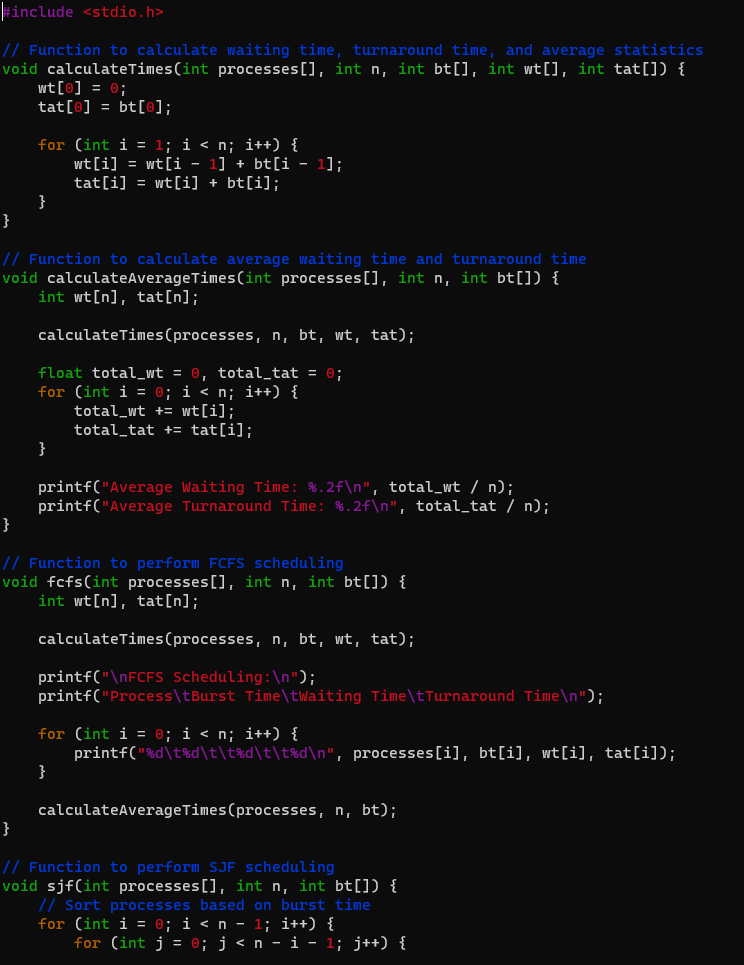 #include <stdio.h>

// Function to calculate waiting time, turnaround time, and average statistics
void calculateTimes(int processes[], int n, int bt[], int wt[], int tat[]) {
    wt[0] = 0;
    tat[0] = bt[0];

    for (int i = 1; i < n; i++) {
        wt[i] = wt[i - 1] + bt[i - 1];
        tat[i] = wt[i] + bt[i];
    }
}

// Function to calculate average waiting time and turnaround time
void calculateAverageTimes(int processes[], int n, int bt[]) {
    int wt[n], tat[n];

    calculateTimes(processes, n, bt, wt, tat);

    float total_wt = 0, total_tat = 0;
    for (int i = 0; i < n; i++) {
        total_wt += wt[i];
        total_tat += tat[i];
    }

    printf("Average Waiting Time: %.2f\n", total_wt / n);
    printf("Average Turnaround Time: %.2f\n", total_tat / n);
}

// Function to perform FCFS scheduling
void fcfs(int processes[], int n, int bt[]) {
    int wt[n], tat[n];

    calculateTimes(processes, n, bt, wt, tat);

    printf("\nFCFS Scheduling:\n");
    printf("Process\tBurst Time\tWaiting Time\tTurnaround Time\n");

    for (int i = 0; i < n; i++) {
        printf("%d\t%d\t\t%d\t\t%d\n", processes[i], bt[i], wt[i], tat[i]);
    }

    calculateAverageTimes(processes, n, bt);
}

// Function to perform SJF scheduling
void sjf(int processes[], int n, int bt[]) {
    // Sort processes based on burst time
    for (int i = 0; i < n - 1; i++) {
        for (int j = 0; j < n - i - 1; j++) {